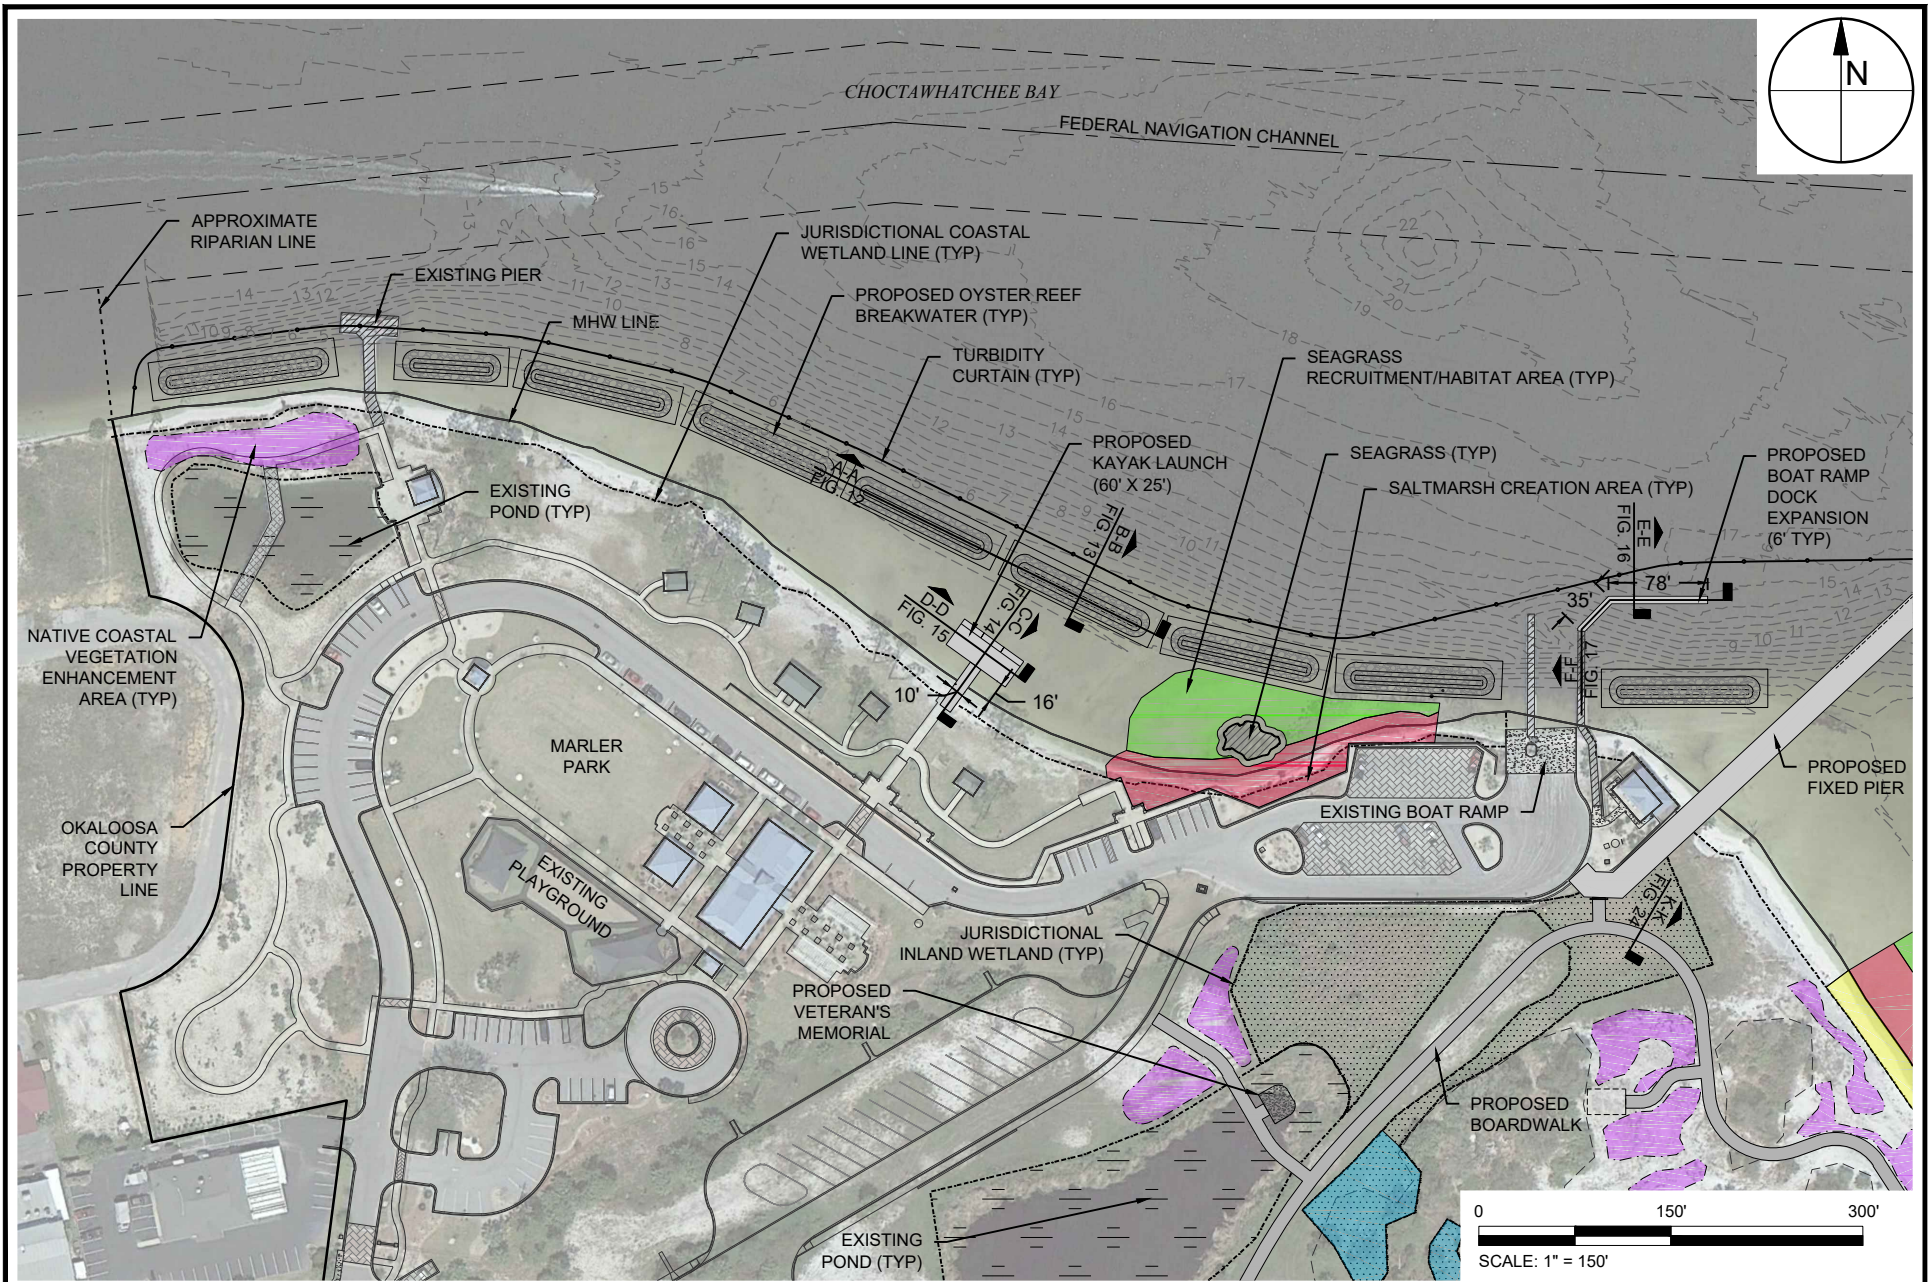 N
CHOCTAWHATCHEE BAY
FEDERAL NAVIGATION CHANNEL
APPROXIMATE
RIPARIAN LINE
EXISTING PIER
MHW LINE
JURISDICTIONAL COASTAL
WETLAND LINE (TYP)
PROPOSED OYSTER REEF
BREAKWATER (TYP)
TURBIDITY
CURTAIN (TYP)
SEAGRASS
RECRUITMENT/HABITAT AREA (TYP)
PROPOSED
KAYAK LAUNCH
(60' X 25')
SEAGRASS (TYP)
SALTMARSH CREATION AREA (TYP)
PROPOSED
BOAT RAMP
DOCK
EXPANSION
(6' TYP)
EXISTING
POND (TYP)
A-A
FIG. 12
B-B
FIG. 13
C-C
FIG. 14
D-D
FIG. 15
E-E
FIG. 16
F-F
FIG. 17
78'
35'
10'
16'
NATIVE COASTAL
VEGETATION
ENHANCEMENT
AREA (TYP)
MARLER
PARK
PROPOSED
FIXED PIER
EXISTING BOAT RAMP
OKALOOSA
COUNTY
PROPERTY
LINE
EXISTING
PLAYGROUND
K-K
FIG. 24
JURISDICTIONAL
INLAND WETLAND (TYP)
PROPOSED
VETERAN'S
MEMORIAL
PROPOSED
BOARDWALK
EXISTING
POND (TYP)
0 150' 300'
SCALE: 1" = 150'